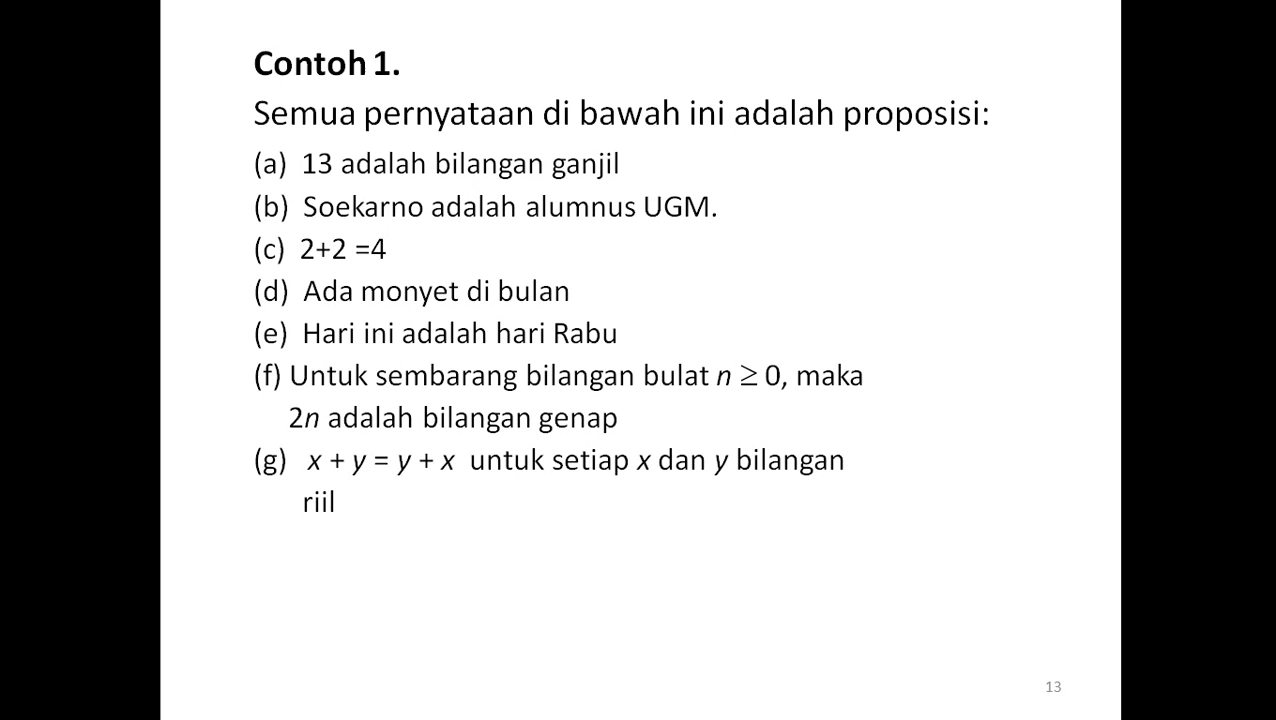 Contoh 1.
Semua pernyataan di bawah ini adalah proposisi:
(a) 13 adalah bilangan ganjil
(b) Soekarno adalah alumnus UGM.
(c) 2+2 =4
(d) Ada monyet di bulan
(e) Hari ini adalah hari Rabu
(f) Untuk sembarang bilangan bulat n ≥ 0, maka
2n adalah bilangan genap
(g) x + y = y + x untuk setiap x dan y bilangan
riil
13